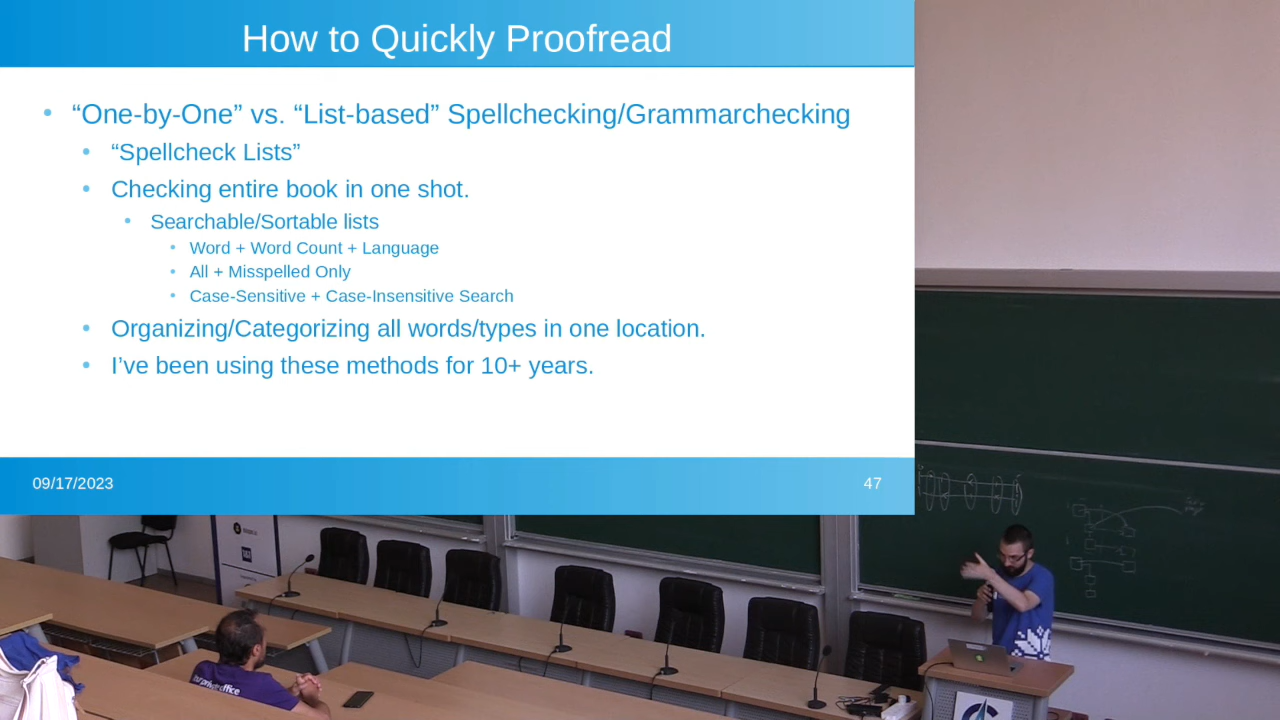 How to Quickly Proofread
“One-by-One” vs. “List-based” Spellchecking/Grammarchecking
“Spellcheck Lists”
Checking entire book in one shot.
Searchable/Sortable lists
Word + Word Count + Language
All + Misspelled Only
Case-Sensitive + Case-Insensitive Search
Organizing/Categorizing all words/types in one location.
I’ve been using these methods for 10+ years.
09/17/2023
47